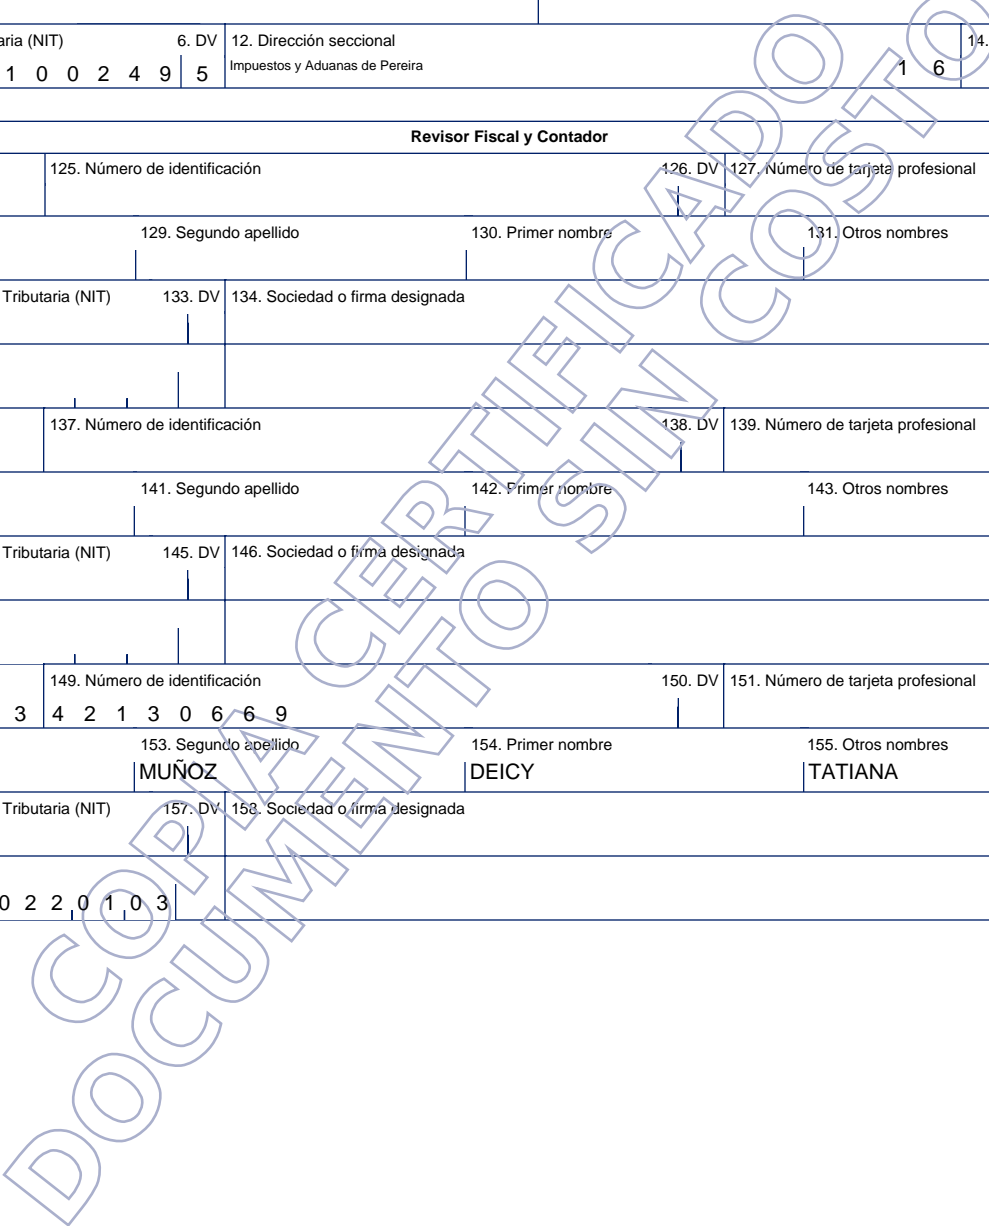 aria (NIT) 6. DV 12. Dirección seccional 14.
1 0 0 2 4 9 5 Impuestos y Aduanas de Pereira 1 6
Revisor Fiscal y Contador
125. Número de identificación 126. DV 127. Número de tarjeta profesional
129. Segundo apellido 130. Primer nombre 131. Otros nombres
Tributaria (NIT) 133. DV 134. Sociedad o firma designada
137. Número de identificación 138. DV 139. Número de tarjeta profesional
141. Segundo apellido 142. Primer nombre 143. Otros nombres
Tributaria (NIT) 145. DV 146. Sociedad o firma designada
149. Número de identificación 150. DV 151. Número de tarjeta profesional
3 4 2 1 3 0 6 6 9
153. Segundo apellido 154. Primer nombre 155. Otros nombres
MUÑOZ DEICY TATIANA
Tributaria (NIT) 157. DV 158. Sociedad o firma designada
0 2 2 0 1 0 3
COPIA CERTIFICADO
DOCUMENTO SIN COSTO